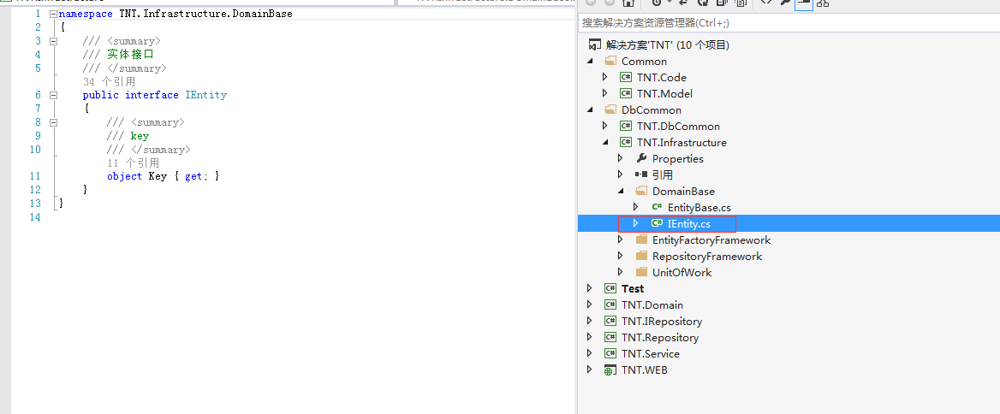 1 namespace TNT.Infrastructure.DomainBase
2 {
3 /// <summary>
4 /// 实体接口
5 /// </summary>
34 个引用
6 public interface IEntity
7 {
8 /// <summary>
9 /// key
10 /// </summary>
11 个引用
11 object Key { get; }
12 }
13 }
14
搜索解决方案资源管理器(Ctrl+;)
解决方案'TNT' (10 个项目)
Common
TNT.Code
TNT.Model
DbCommon
TNT.DbCommon
TNT.Infrastructure
Properties
引用
DomainBase
EntityBase.cs
IEntity.cs
EntityFactoryFramework
RepositoryFramework
UnitOfWork
Test
TNT.Domain
TNT.IRepository
TNT.Repository
TNT.Service
TNT.WEB